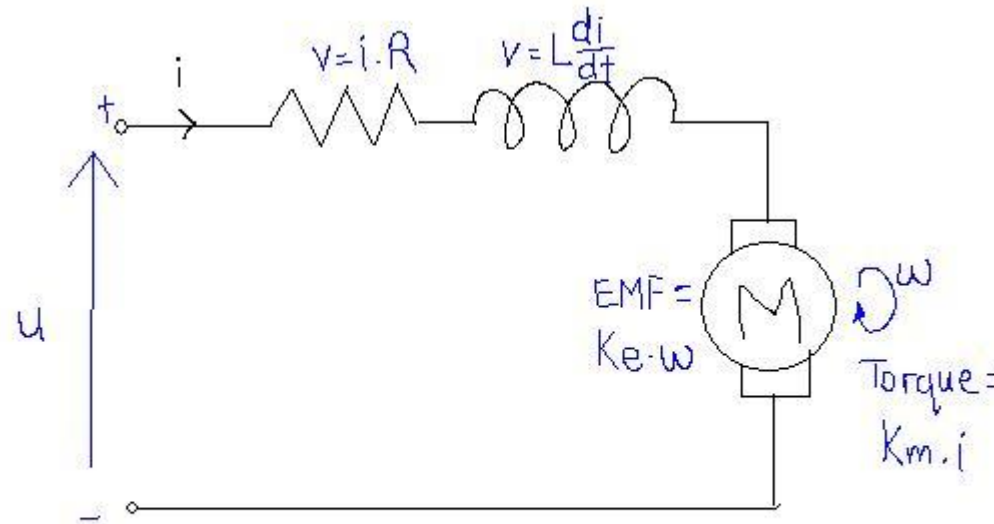 i
V=i.R
V=L di/dt
+
u
-
EMF=
Ke.w
M
w
Torque=
Km.i